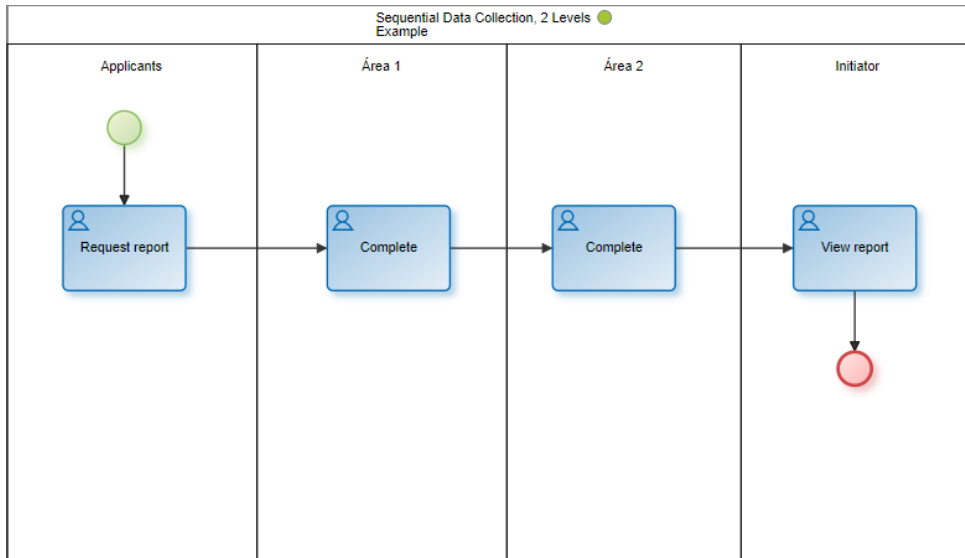 Sequential Data Collection, 2 Levels
Example
Applicants
Área 1
Área 2
Initiator
Request report
Complete
Complete
View report